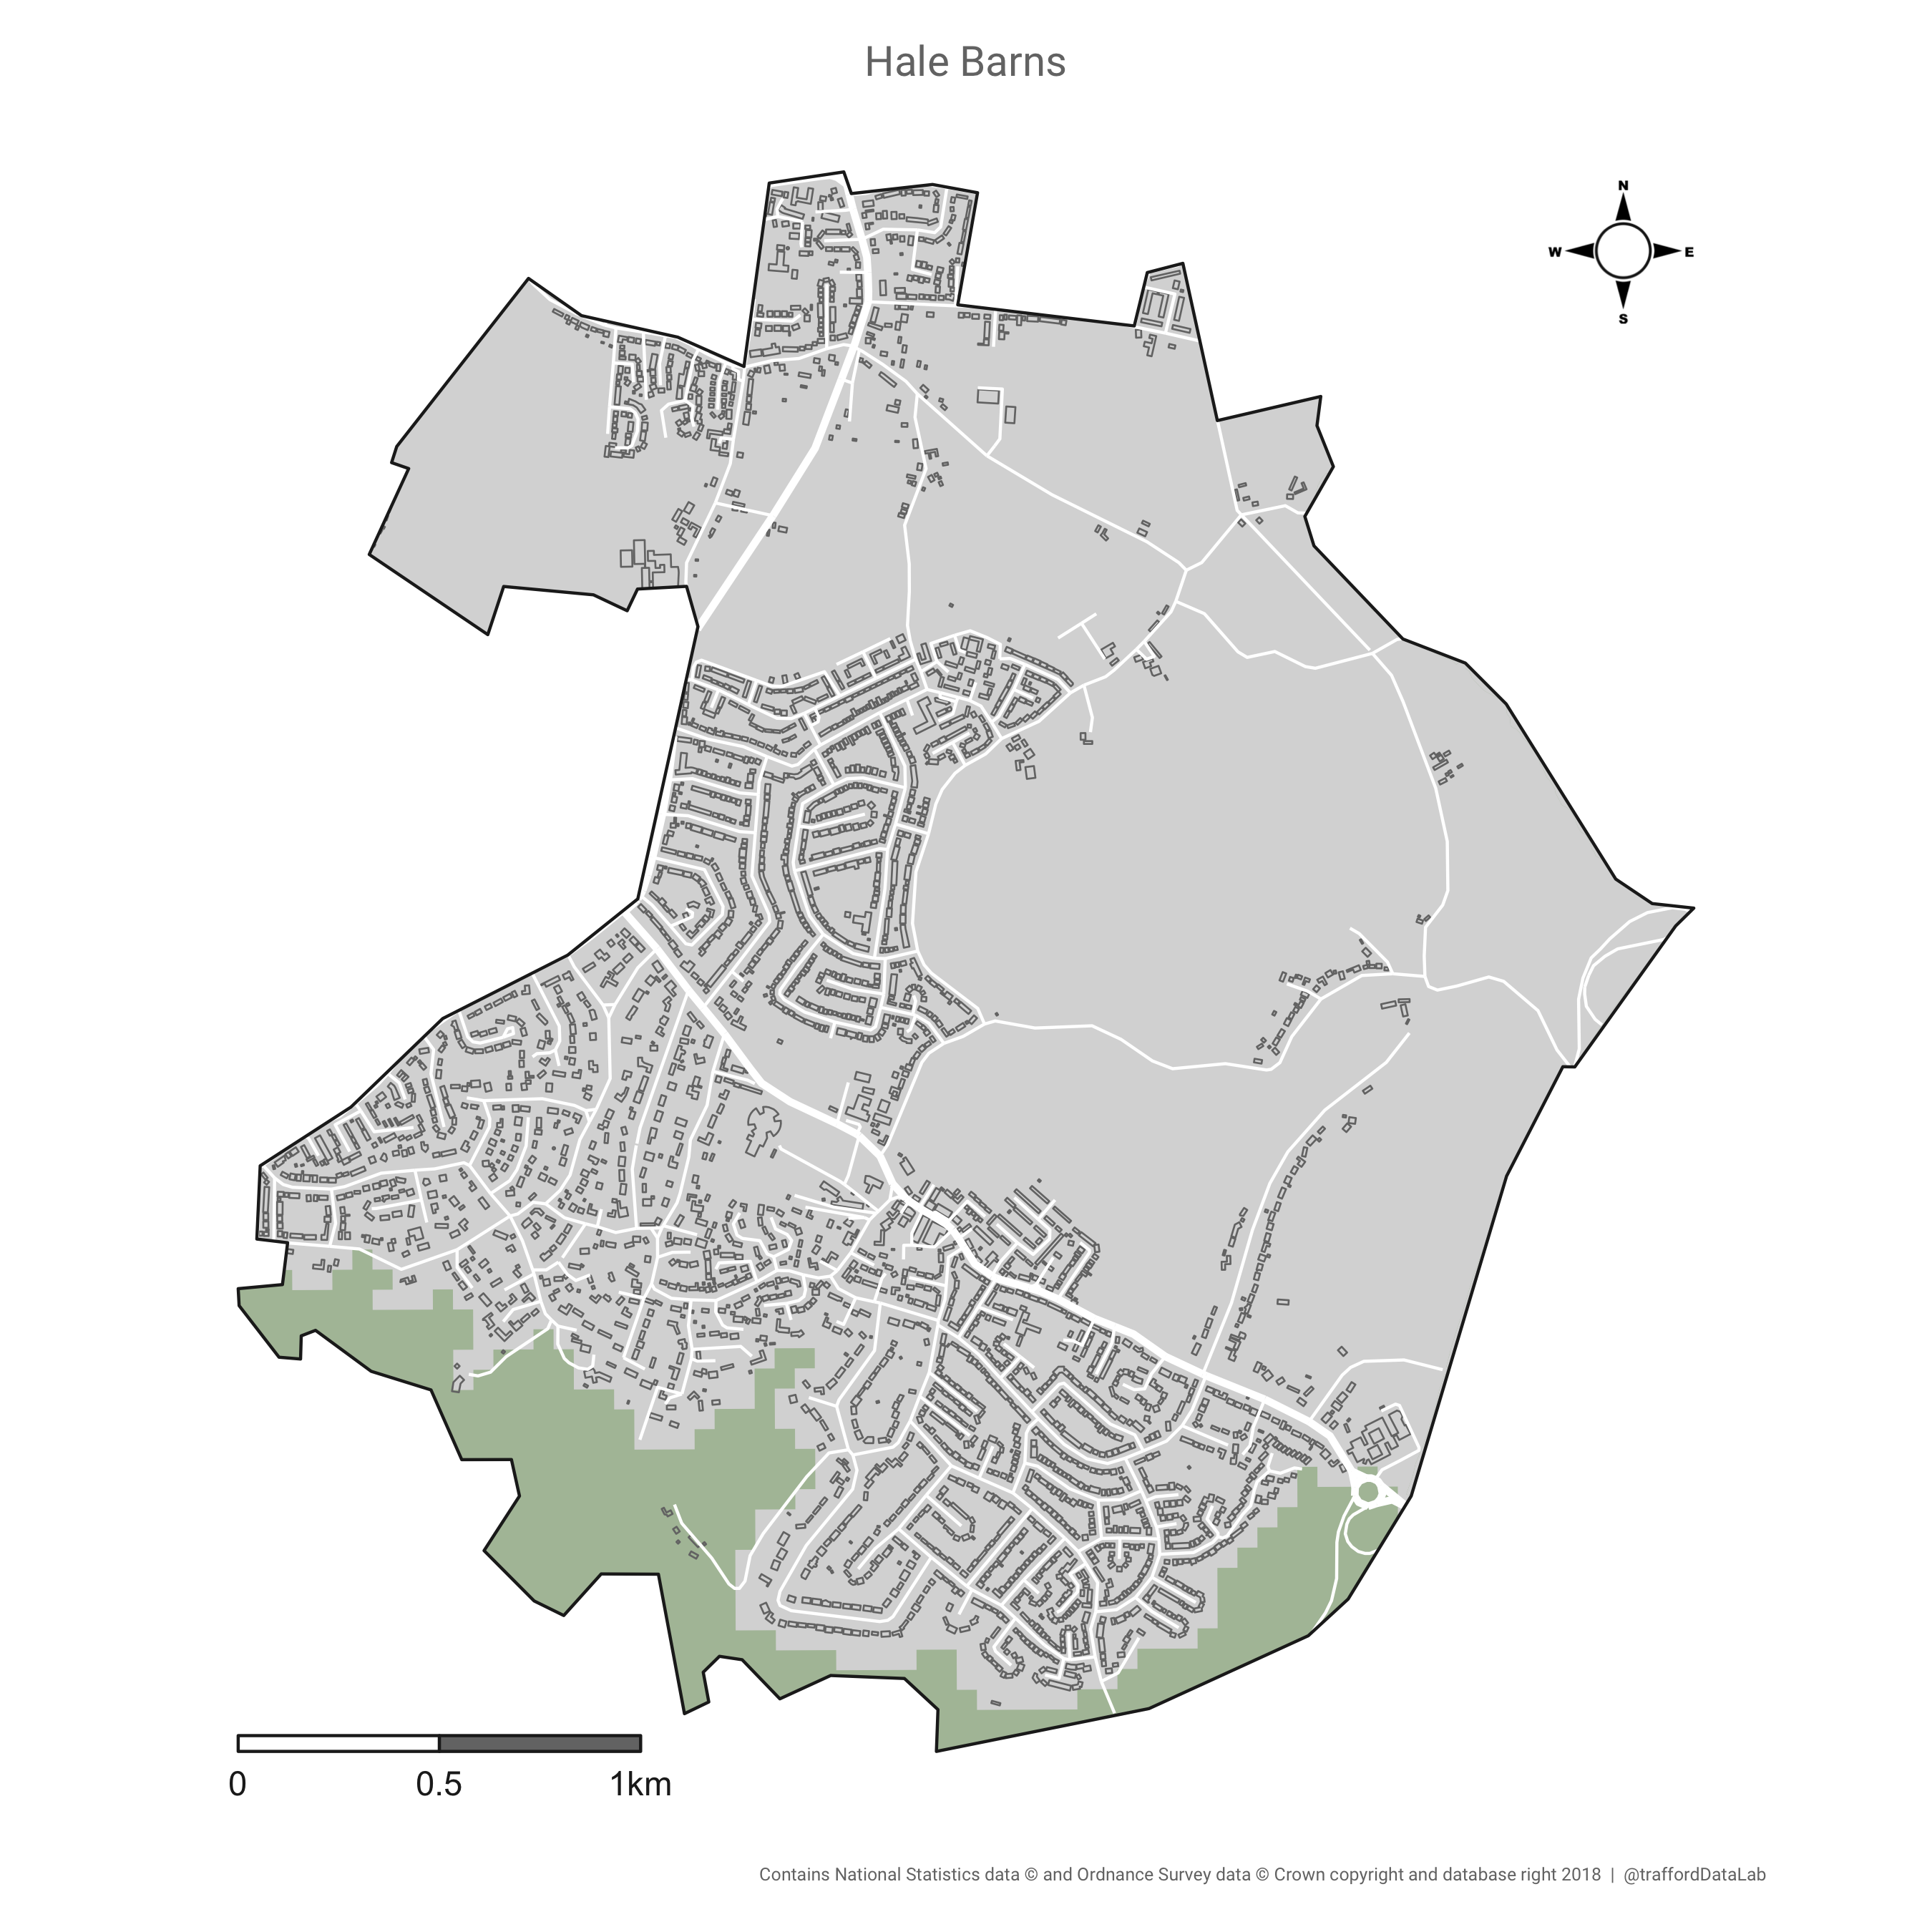 Hale Barns
N
W E
S
0 0.5 1km
Contains National Statistics data © and Ordnance Survey data © Crown copyright and database right 2018 | @traffordDataLab